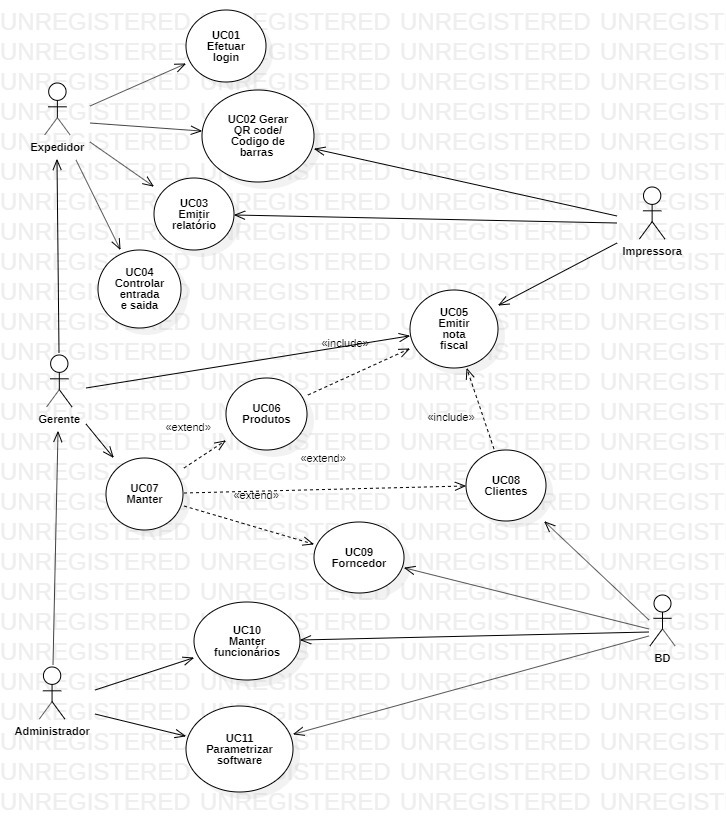 UNREGISTERED
UC01
Efetuar
login
UC02 Gerar
QR code/
Codigo de
barras
Expedidor
UC03
Emitir
relatório
Impressora
UC04
Controlar
entrada
e saida
UC05
Emitir
nota
fiscal
«include»
Gerente
UC06
Produtos
«include»
«extend»
«extend»
UC07
Manter
UC08
Clientes
«extend»
UC09
Forncedor
UC10
Manter
funcionários
BD
Administrador
UC11
Parametrizar
software